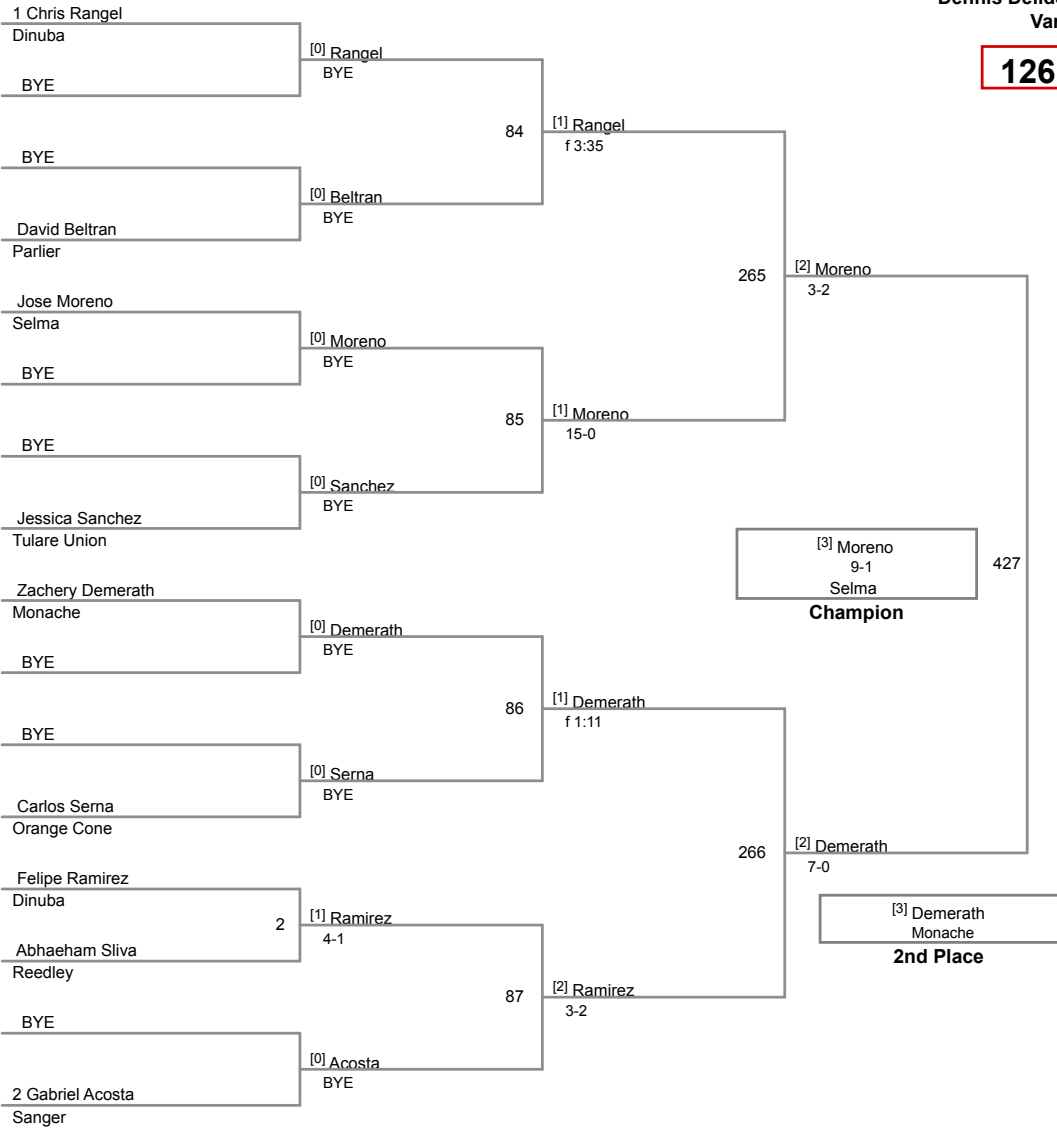 1 Chris Rangel
Dinuba
BYE
BYE
David Beltran
Parlier
Jose Moreno
Selma
BYE
BYE
Jessica Sanchez
Tulare Union
Zachery Demerath
Monache
BYE
BYE
Carlos Serna
Orange Cone
Felipe Ramirez
Dinuba
2
Abhaeham Sliva
Reedley
BYE
2 Gabriel Acosta
Sanger
[0] Rangel
BYE
[0] Beltran
BYE
[0] Moreno
BYE
[0] Sanchez
BYE
[0] Demerath
BYE
[0] Serna
BYE
[1] Ramirez
4-1
[0] Acosta
BYE
84
85
86
87
[1] Rangel
f 3:35
[1] Moreno
15-0
[1] Demerath
f 1:11
[2] Ramirez
3-2
265
266
[2] Moreno
3-2
[2] Demerath
7-0
427
[3] Moreno
9-1
Selma
Champion
[3] Demerath
Monache
2nd Place
126